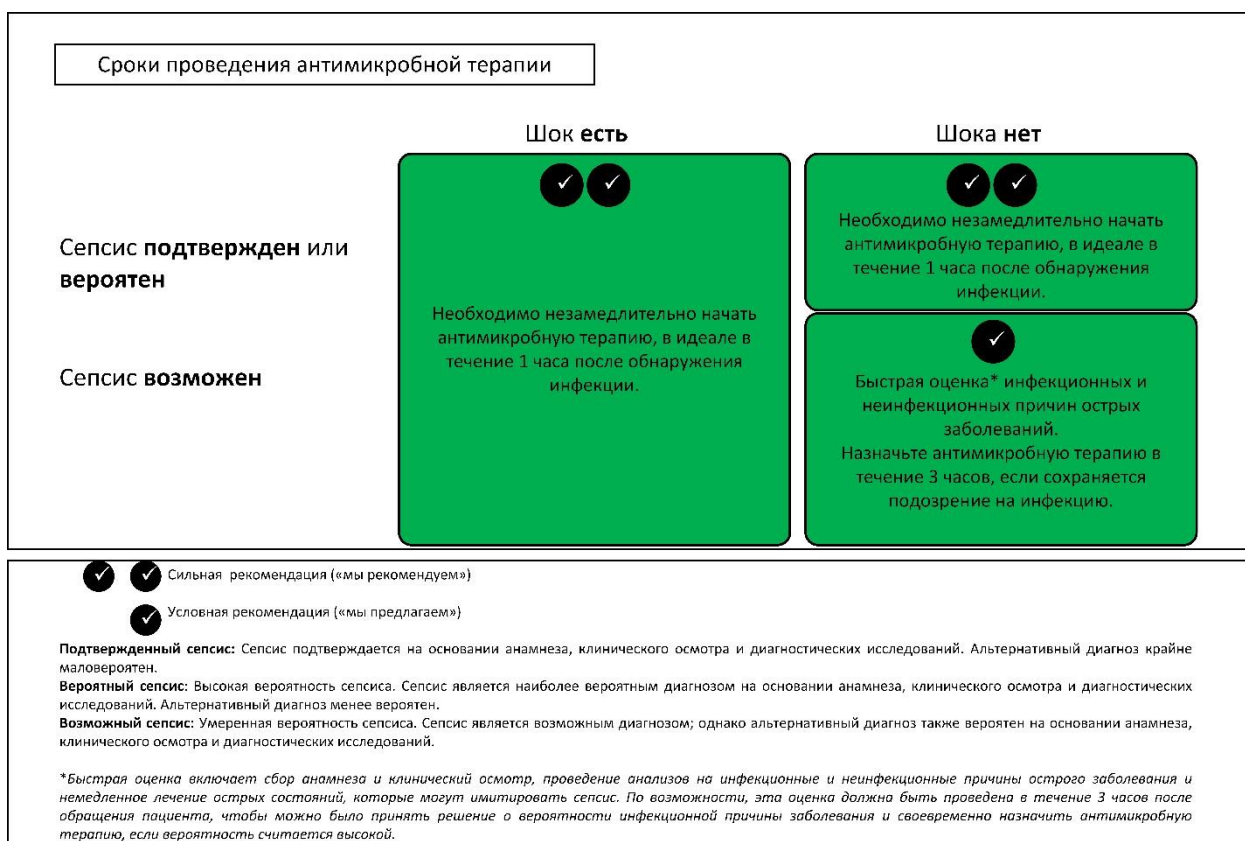 Сроки проведения антимикробной терапии
Шок есть
Шока нет
Сепсис подтвержден или
вероятен
Сепсис возможен
Необходимо незамедлительно начать
антимикробную терапию, в идеале в
течение 1 часа после обнаружения
инфекции.
Необходимо незамедлительно начать
антимикробную терапию, в идеале в
течение 1 часа после обнаружения
инфекции.
Быстрая оценка* инфекционных и
неинфекционных причин острых
заболеваний.
Назначьте антимикробную терапию в
течение 3 часов, если сохраняется
подозрение на инфекцию.
Сильная рекомендация («мы рекомендуем»)
Условная рекомендация («мы предлагаем»)
Подтвержденный сепсис: Сепсис подтверждается на основании анамнеза, клинического осмотра и диагностических исследований. Альтернативный диагноз крайне
маловероятен.
Вероятный сепсис: Высокая вероятность сепсиса. Сепсис является наиболее вероятным диагнозом на основании анамнеза, клинического осмотра и диагностических
исследований. Альтернативный диагноз менее вероятен.
Возможный сепсис: Умеренная вероятность сепсиса. Сепсис является возможным диагнозом; однако альтернативный диагноз также вероятен на основании анамнеза,
клинического осмотра и диагностических исследований.
*Быстрая оценка включает сбор анамнеза и клинический осмотр, проведение анализов на инфекционные и неинфекционные причины острого заболевания и
немедленное лечение острых состояний, которые могут имитировать сепсис. По возможности, эта оценка должна быть проведена в течение 3 часов после
обращения пациента, чтобы можно было принять решение о вероятности инфекционной причины заболевания и своевременно назначить антимикробную
терапию, если вероятность считается высокой.